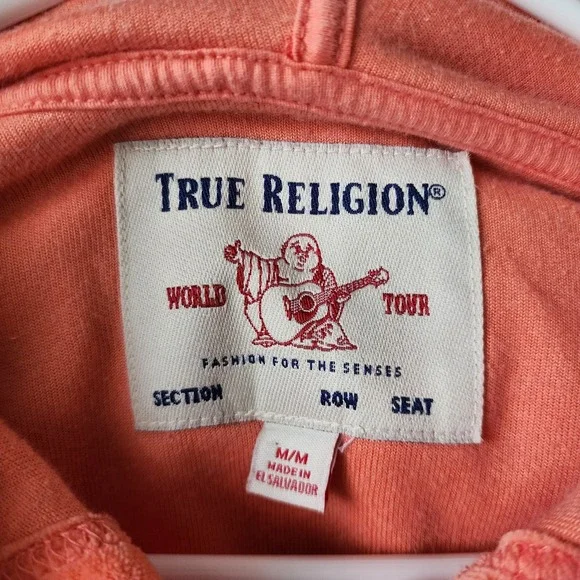 TRUE RELIGION®
WORLD TOUR
FASHION FOR THE SENSES
SECTION ROW SEAT
M/M
MADE IN
EL SALVADOR